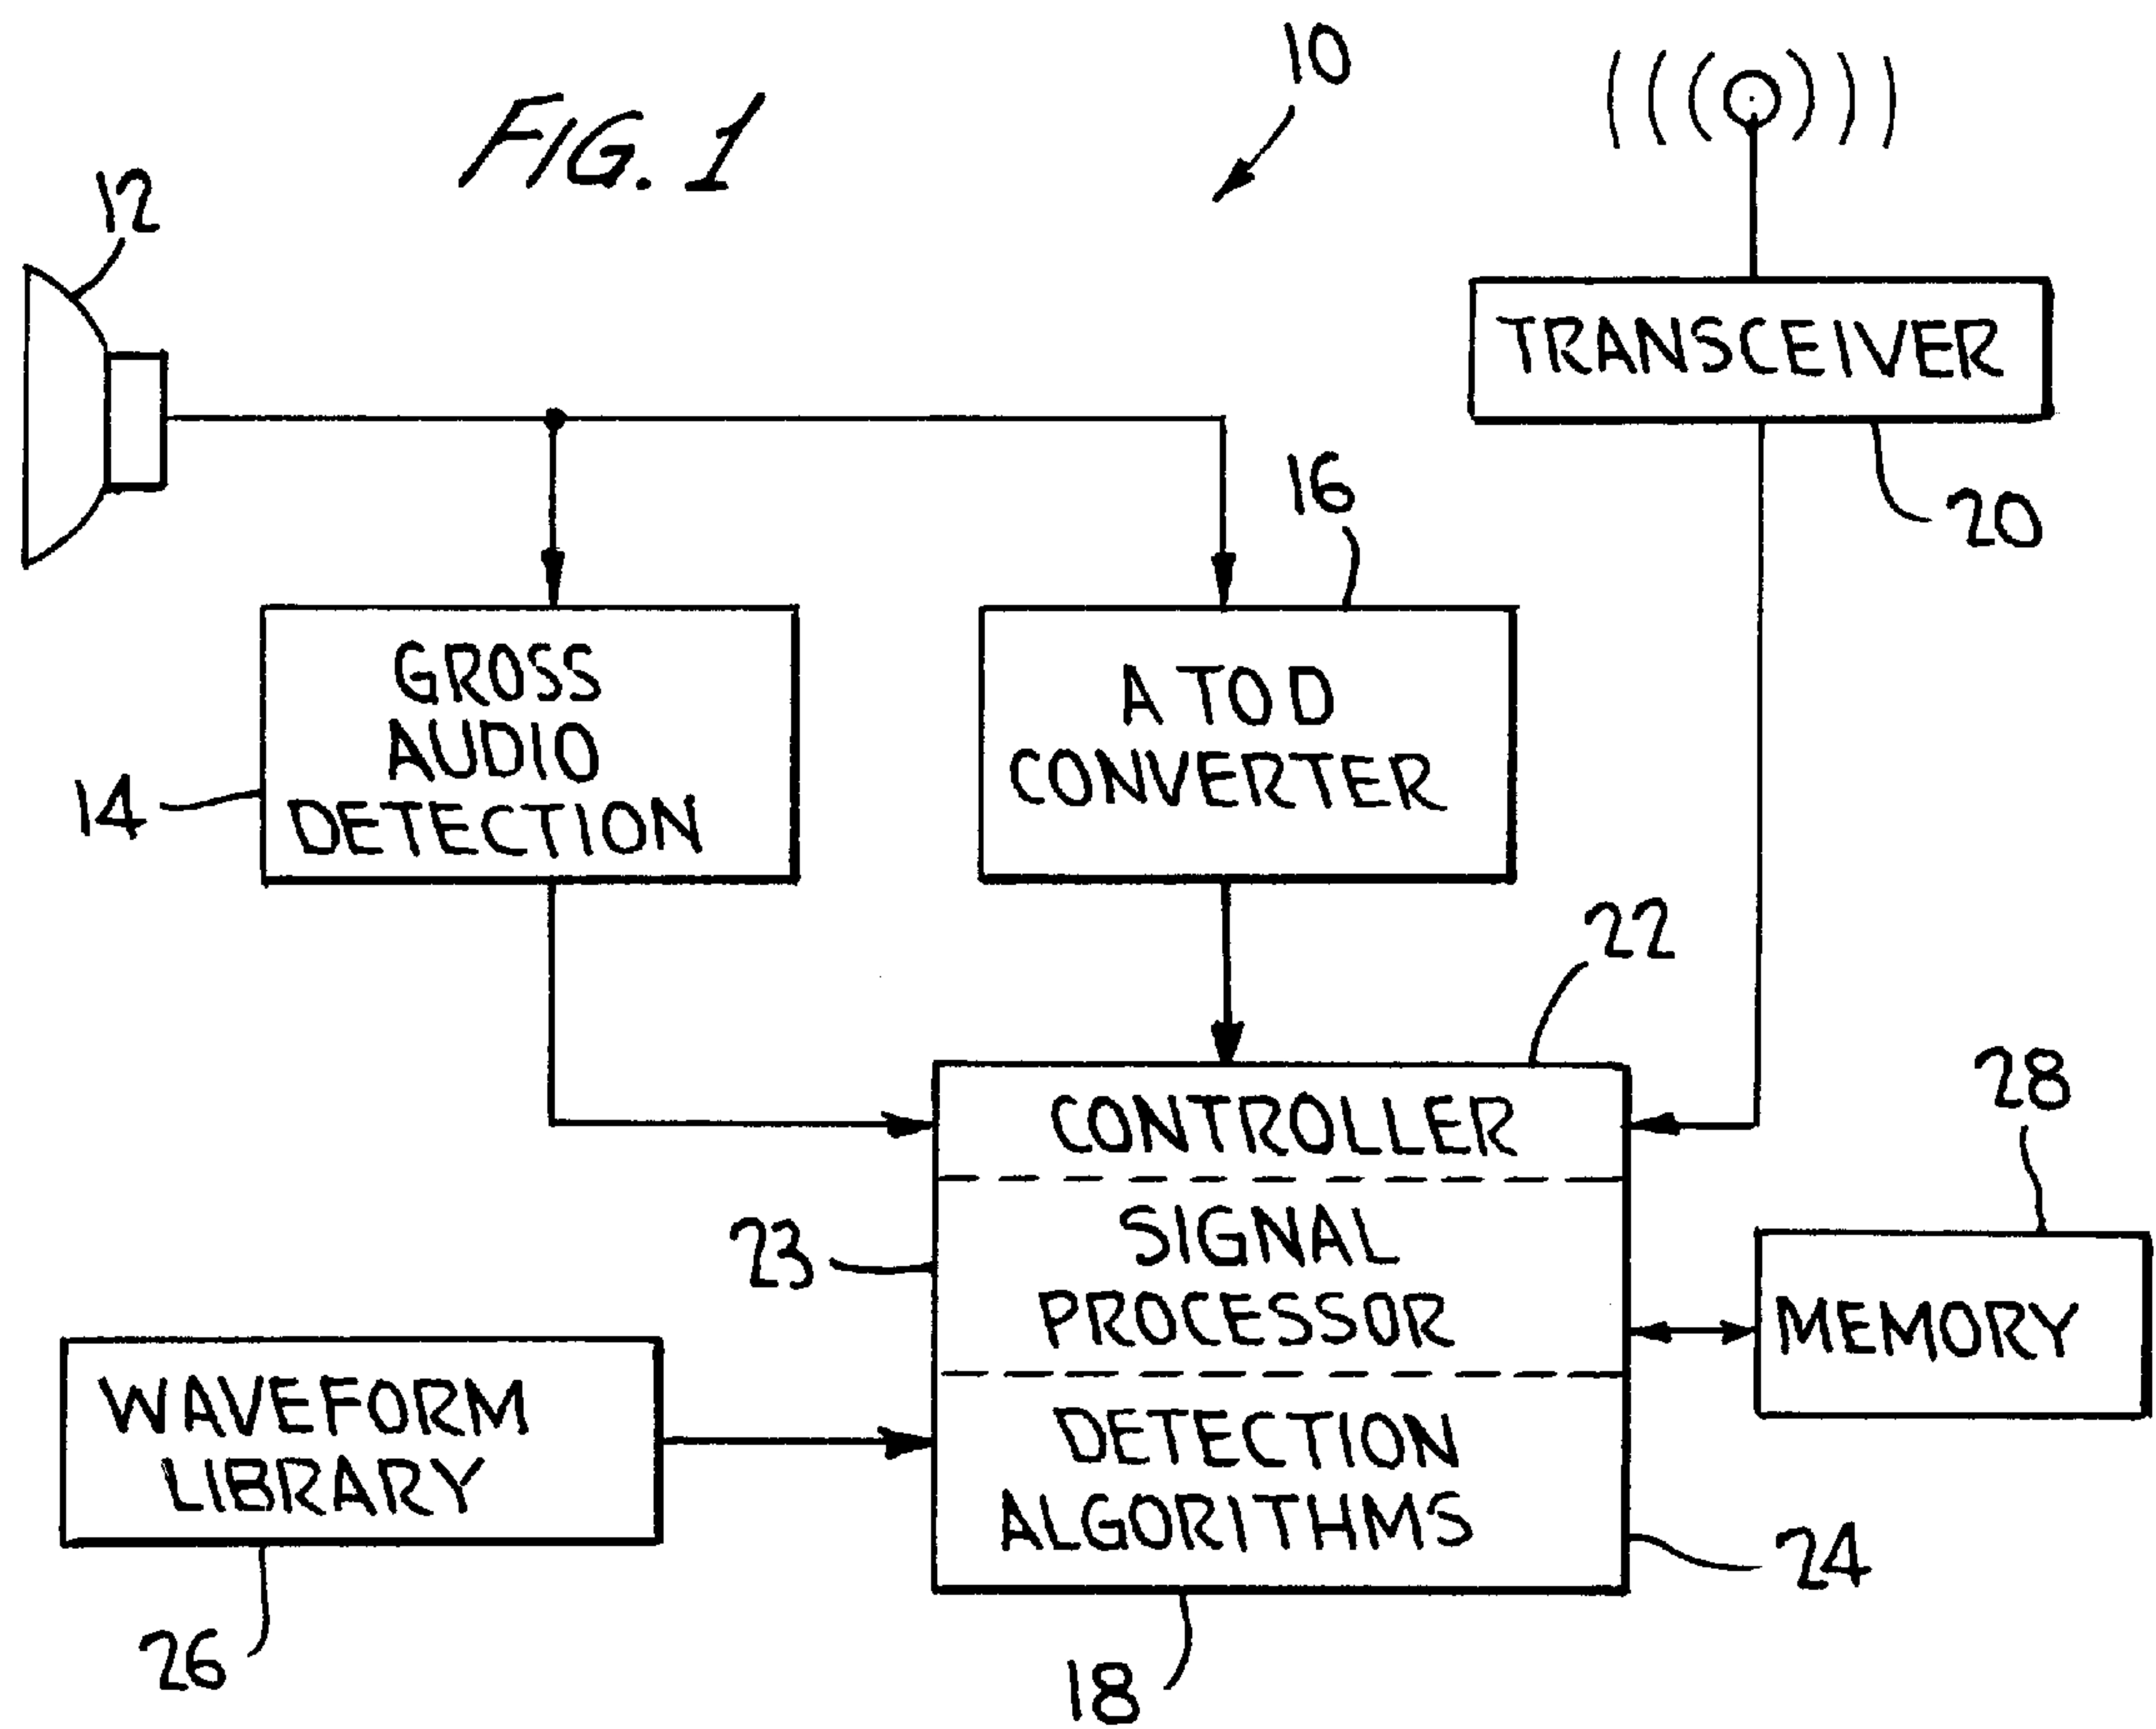 FIG. 1
10
12
TRANSCEIVER
20
16
GROSS
AUDIO
DETECTION
14
A TO D
CONVERTER
22
CONTROLLER
28
23
SIGNAL
PROCESSOR
MEMORY
WAVEFORM
LIBRARY
DETECTION
ALGORITHMS
24
26
18